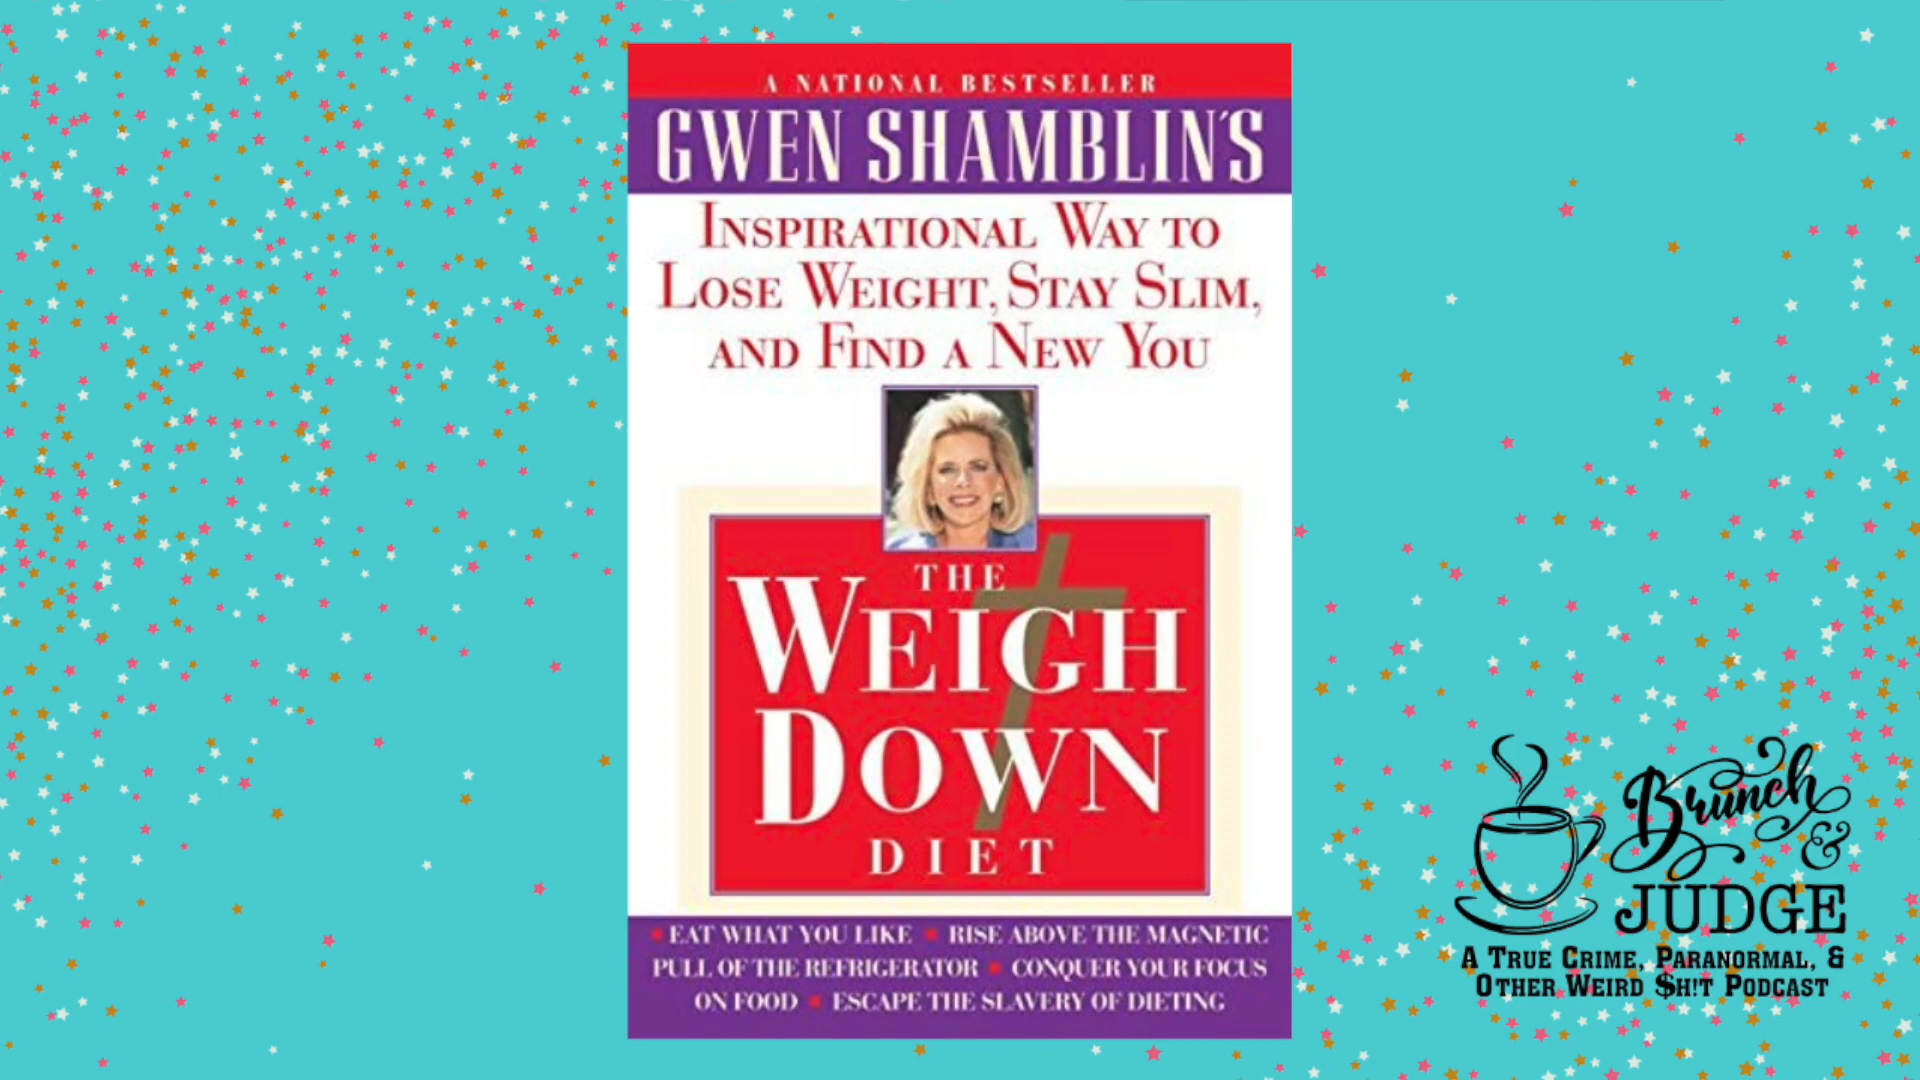 A NATIONAL BESTSELLER
GWEN SHAMBLIN'S
INSPIRATIONAL WAY TO
LOSE WEIGHT, STAY SLIM,
AND FIND A NEW YOU
THE
WEIGH
DOWN
DIET
EAT WHAT YOU LIKE ■ RISE ABOVE THE MAGNETIC
PULL OF THE REFRIGERATOR ■ CONQUER YOUR FOCUS
ON FOOD ■ ESCAPE THE SLAVERY OF DIETING
Brunch
&
JUDGE
A TRUE CRIME, PARANORMAL, &
OTHER WEIRD $H!T PODCAST